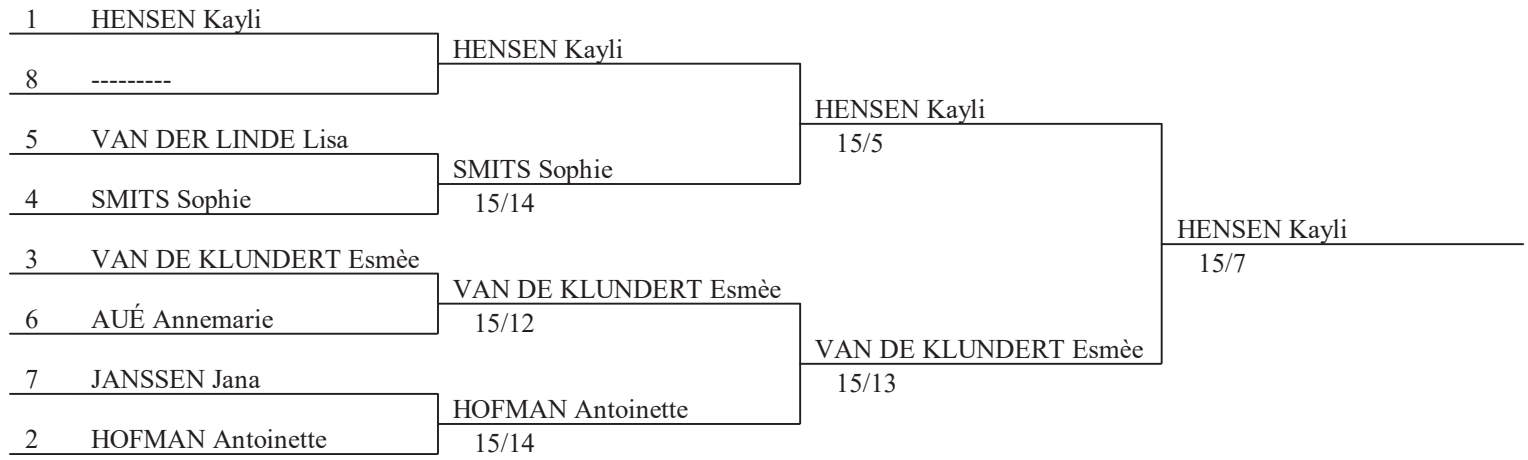 1 HENSEN Kayli
HENSEN Kayli
8 ---------
HENSEN Kayli
5 VAN DER LINDE Lisa
15/5
SMITS Sophie
4 SMITS Sophie
15/14
HENSEN Kayli
3 VAN DE KLUNDERT Esmèe
15/7
VAN DE KLUNDERT Esmèe
6 AUÉ Annemarie
15/12
VAN DE KLUNDERT Esmèe
7 JANSSEN Jana
15/13
HOFMAN Antoinette
2 HOFMAN Antoinette
15/14